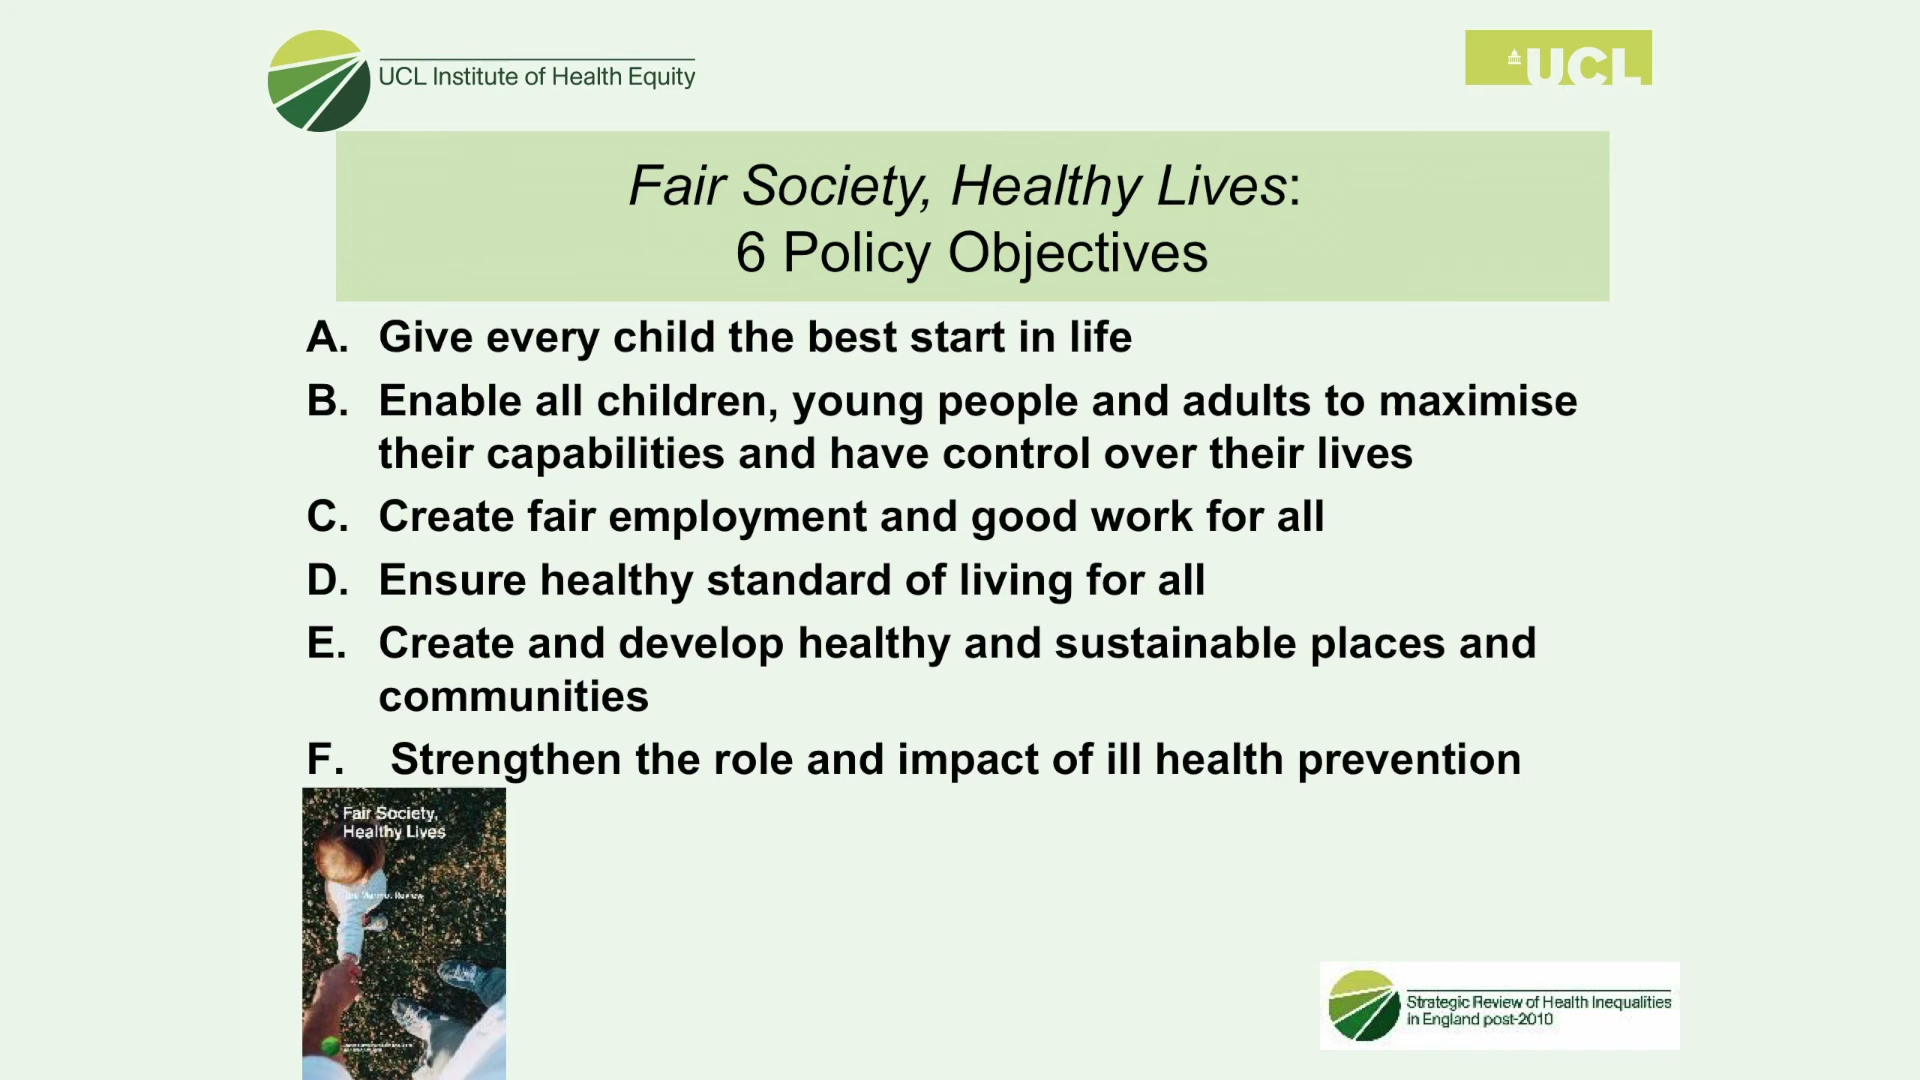 UCL Institute of Health Equity
UCL
Fair Society, Healthy Lives:
6 Policy Objectives
A. Give every child the best start in life
B. Enable all children, young people and adults to maximise
their capabilities and have control over their lives
C. Create fair employment and good work for all
D. Ensure healthy standard of living for all
E. Create and develop healthy and sustainable places and
communities
F. Strengthen the role and impact of ill health prevention
Fair Society,
Healthy Lives
The Marmot Review
Strategic Review of Health Inequalities
in England post-2010